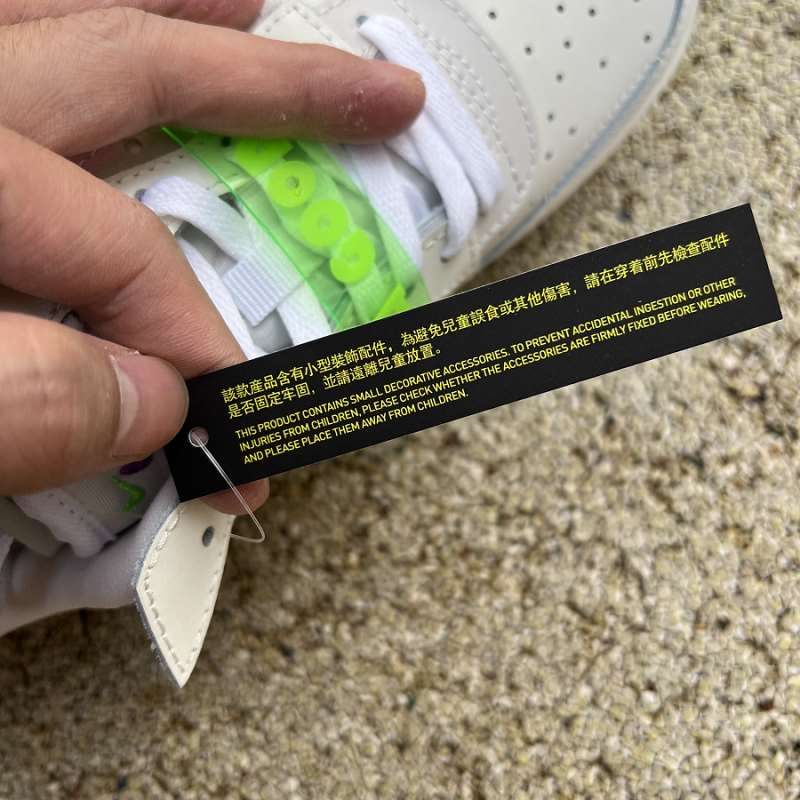 該款產品含有小型裝飾配件，為避免兒童誤食或其他傷害，請在穿着前先檢查配件
是否固定牢固，並請遠離兒童放置。
THIS PRODUCT CONTAINS SMALL DECORATIVE ACCESSORIES. TO PREVENT ACCIDENTAL INGESTION OR OTHER
INJURIES FROM CHILDREN, PLEASE CHECK WHETHER THE ACCESSORIES ARE FIRMLY FIXED BEFORE WEARING,
AND PLEASE PLACE THEM AWAY FROM CHILDREN.